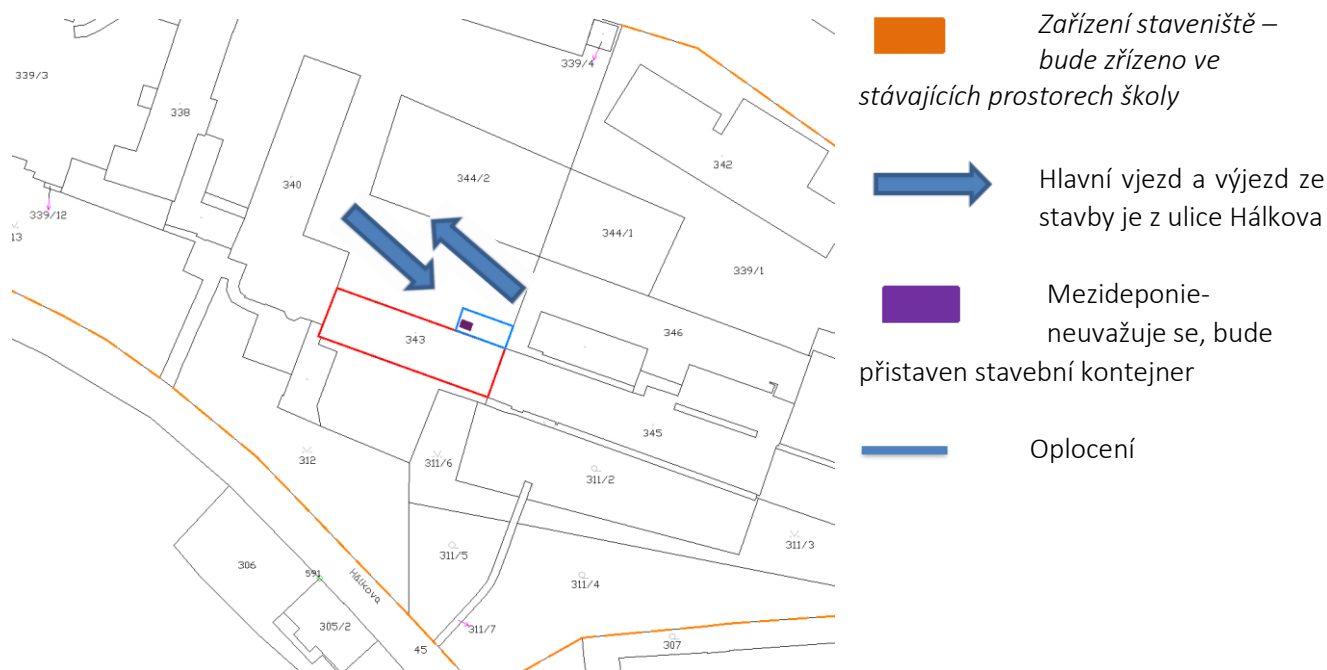 339/3
339/4
338
342
344/2
340
339/12
13
344/1
339/1
346
343
345
312
311/6
311/2
311/3
311/5
306
591
311/4
Hálkova
305/2
311/7
45
307
Zařízení staveniště –
bude zřízeno ve
stávajících prostorech školy
Hlavní vjezd a výjezd ze
stavby je z ulice Hálkova
Mezideponie-
neuvažuje se, bude
přistaven stavební kontejner
Oplocení